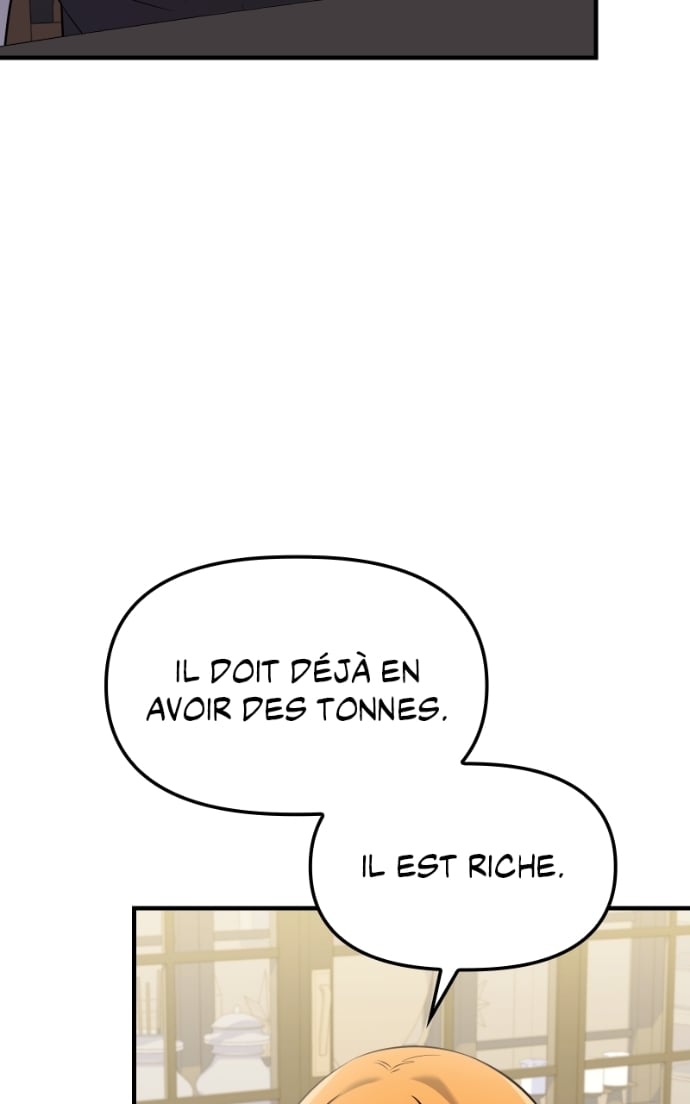 IL DOIT DÉJÀ EN
AVOIR DES TONNES.
IL EST RICHE.